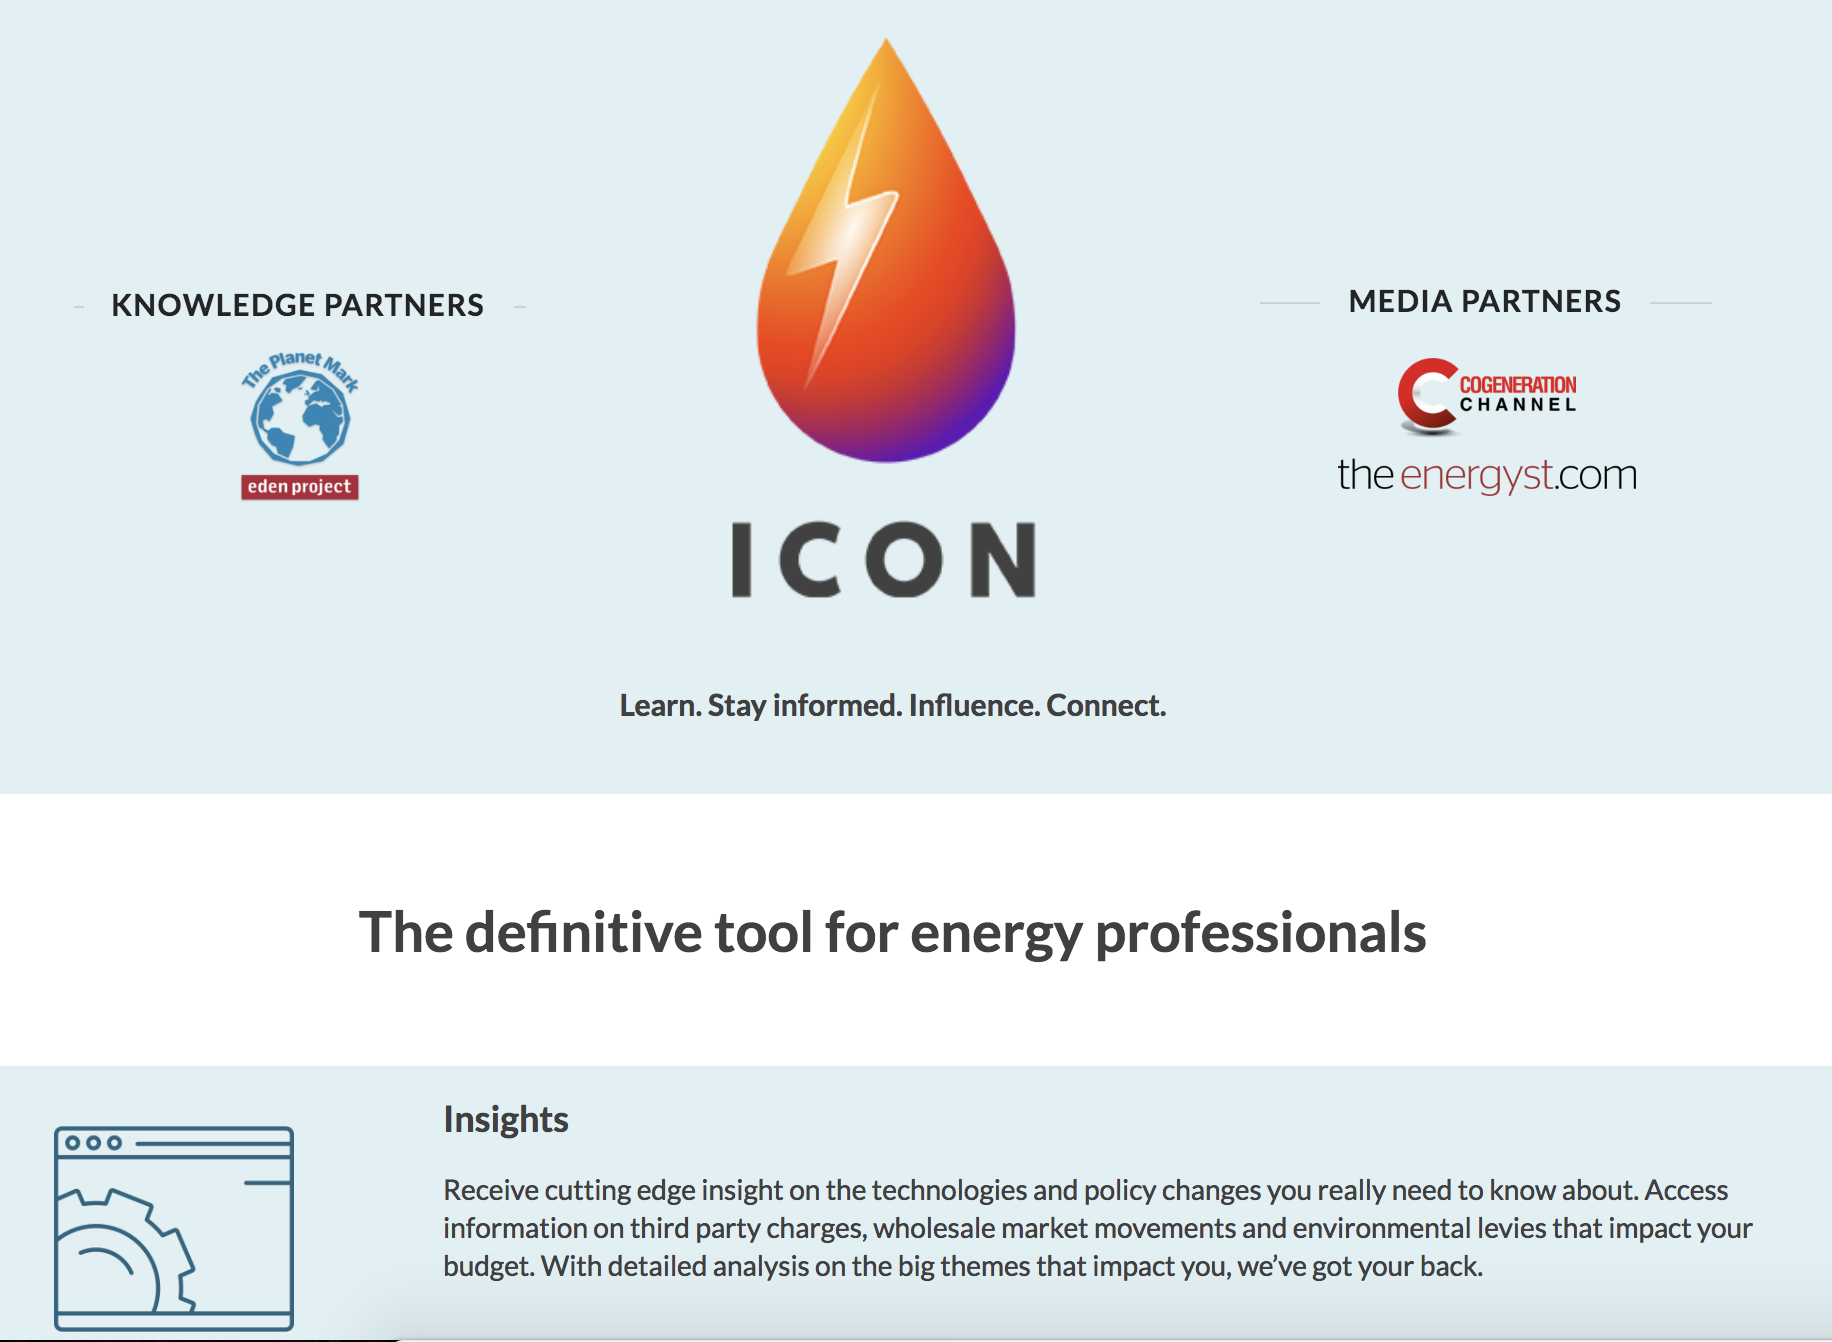 KNOWLEDGE PARTNERS
The Planet Mark
eden project
ICON
MEDIA PARTNERS
COGENERATION
CHANNEL
the energyst.com
Learn. Stay informed. Influence. Connect.
The definitive tool for energy professionals
Insights
Receive cutting edge insight on the technologies and policy changes you really need to know about. Access
information on third party charges, wholesale market movements and environmental levies that impact your
budget. With detailed analysis on the big themes that impact you, we’ve got your back.